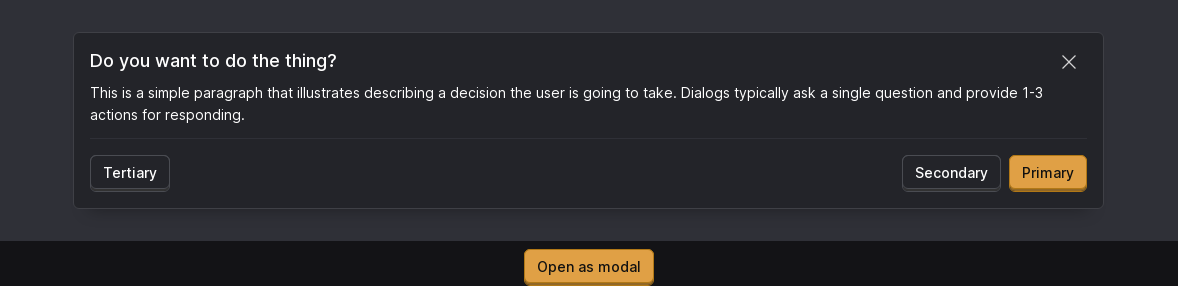 Do you want to do the thing?
This is a simple paragraph that illustrates describing a decision the user is going to take. Dialogs typically ask a single question and provide 1-3
actions for responding.
Tertiary
Secondary
Primary
Open as modal